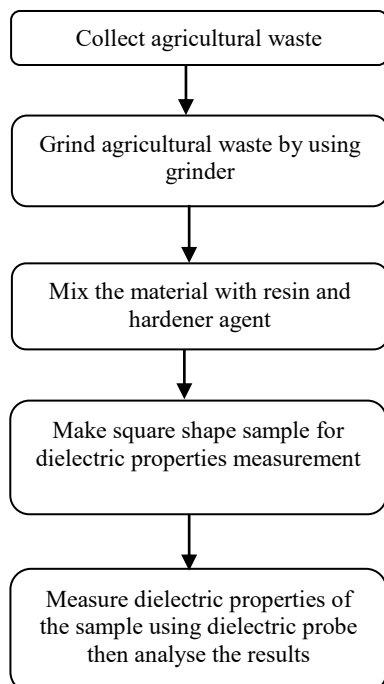 Collect agricultural waste
Grind agricultural waste by using
grinder
Mix the material with resin and
hardener agent
Make square shape sample for
dielectric properties measurement
Measure dielectric properties of
the sample using dielectric probe
then analyse the results